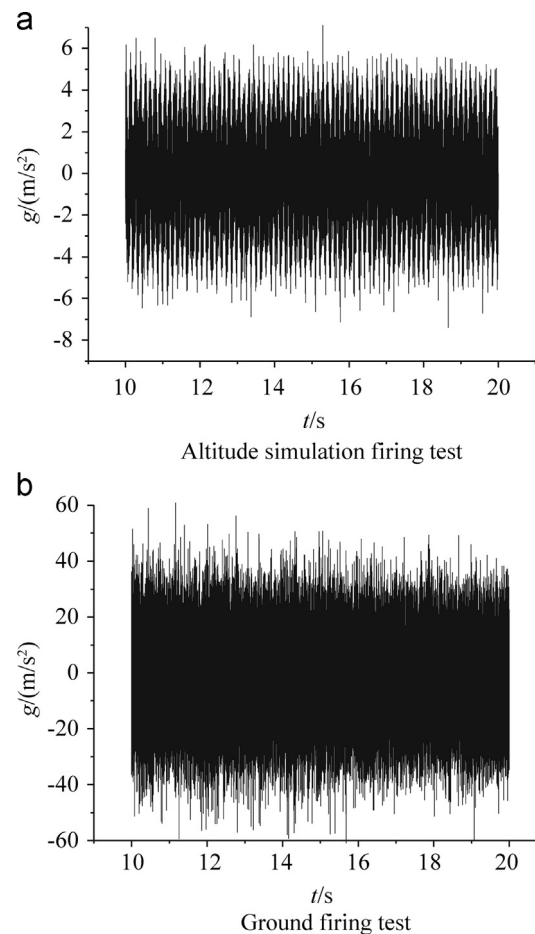 a
6
4
2
0
-2
-4
-6
-8
g/(m/s²)
10 12 14 16 18 20
t/s
Altitude simulation firing test
b
60
40
20
0
-20
-40
-60
g/(m/s²)
10 12 14 16 18 20
t/s
Ground firing test